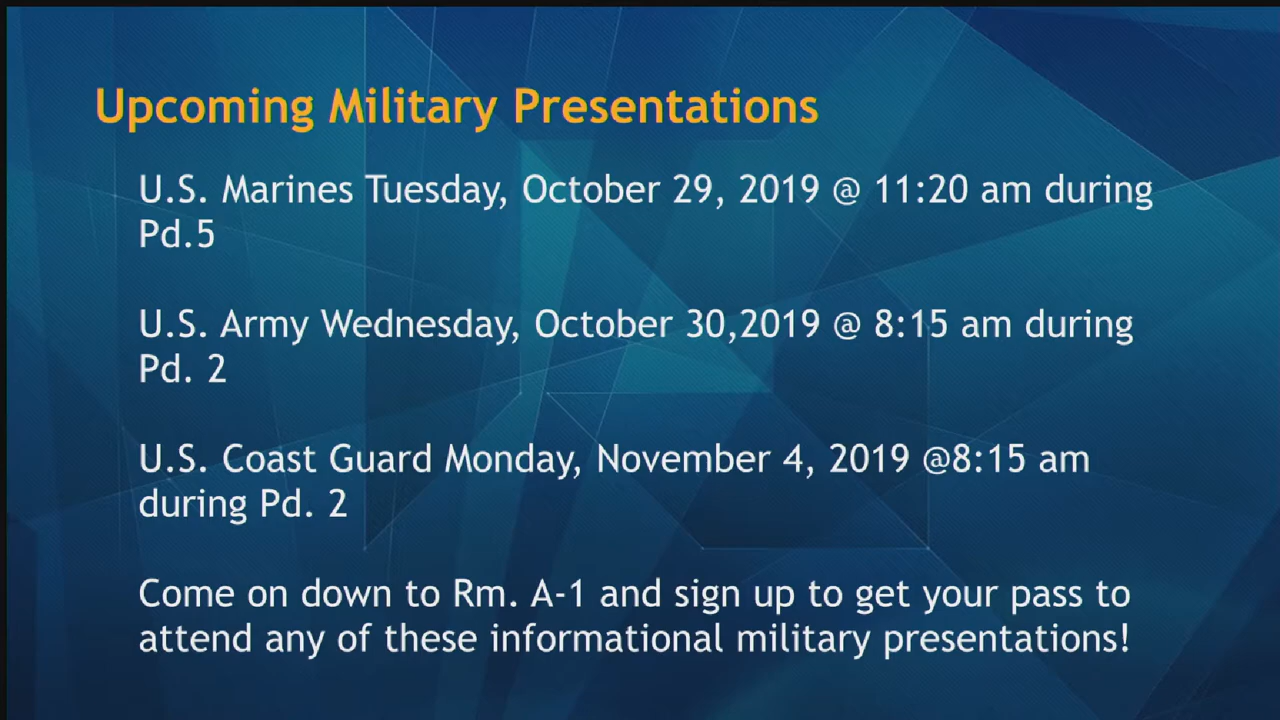 Upcoming Military Presentations
U.S. Marines Tuesday, October 29, 2019 @ 11:20 am during
Pd.5
U.S. Army Wednesday, October 30,2019 @ 8:15 am during
Pd. 2
U.S. Coast Guard Monday, November 4, 2019 @8:15 am
during Pd. 2
Come on down to Rm. A-1 and sign up to get your pass to
attend any of these informational military presentations!